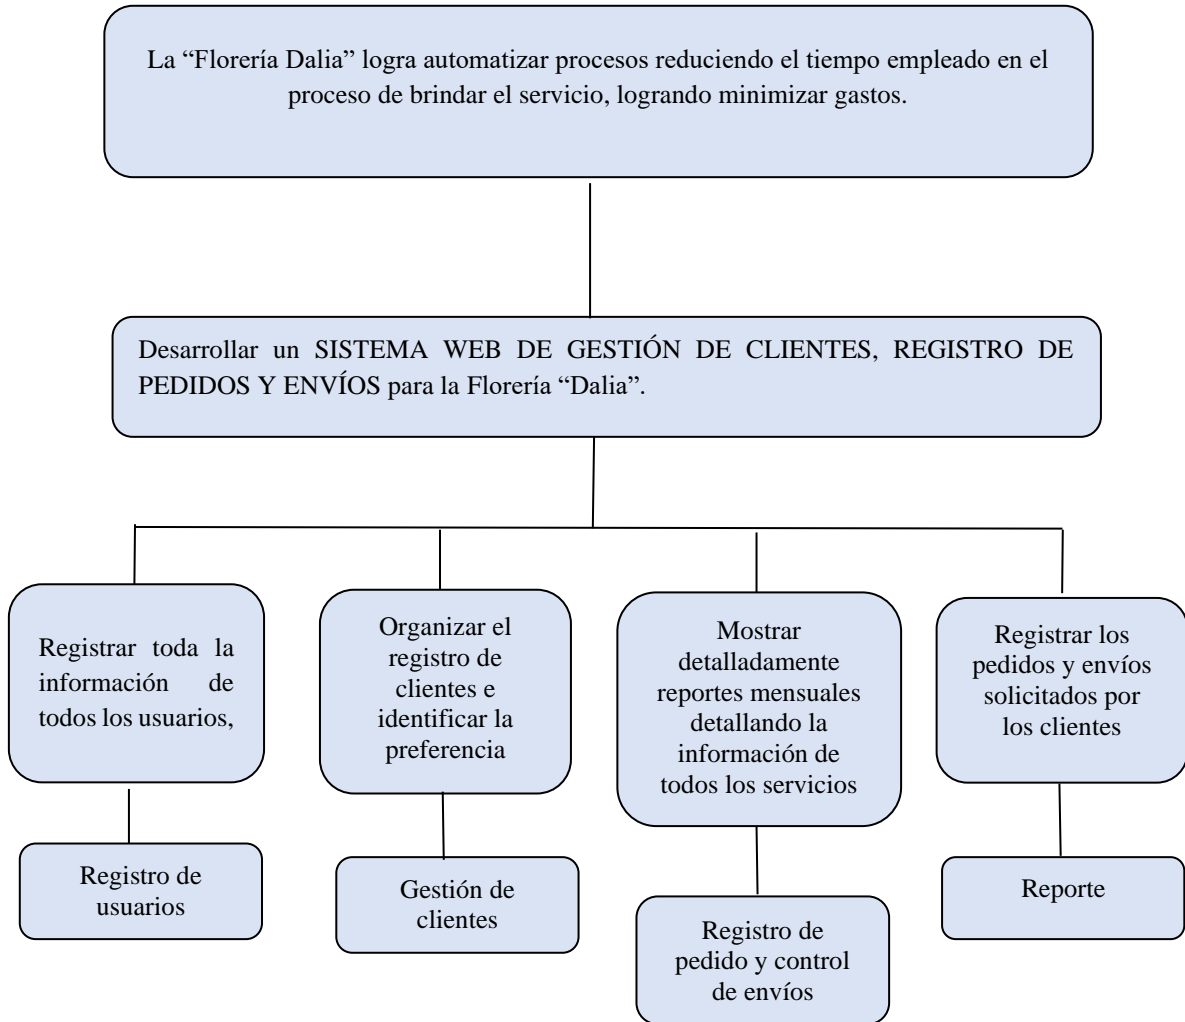 La “Florería Dalia” logra automatizar procesos reduciendo el tiempo empleado en el
proceso de brindar el servicio, logrando minimizar gastos.
Desarrollar un SISTEMA WEB DE GESTIÓN DE CLIENTES, REGISTRO DE
PEDIDOS Y ENVÍOS para la Florería “Dalia”.
Registrar toda la
información de
todos los usuarios,
Organizar el
registro de
clientes e
identificar la
preferencia
Mostrar
detalladamente
reportes mensuales
detallando la
información de
todos los servicios
Registrar los
pedidos y envíos
solicitados por
los clientes
Registro de
usuarios
Gestión de
clientes
Registro de
pedido y control
de envíos
Reporte